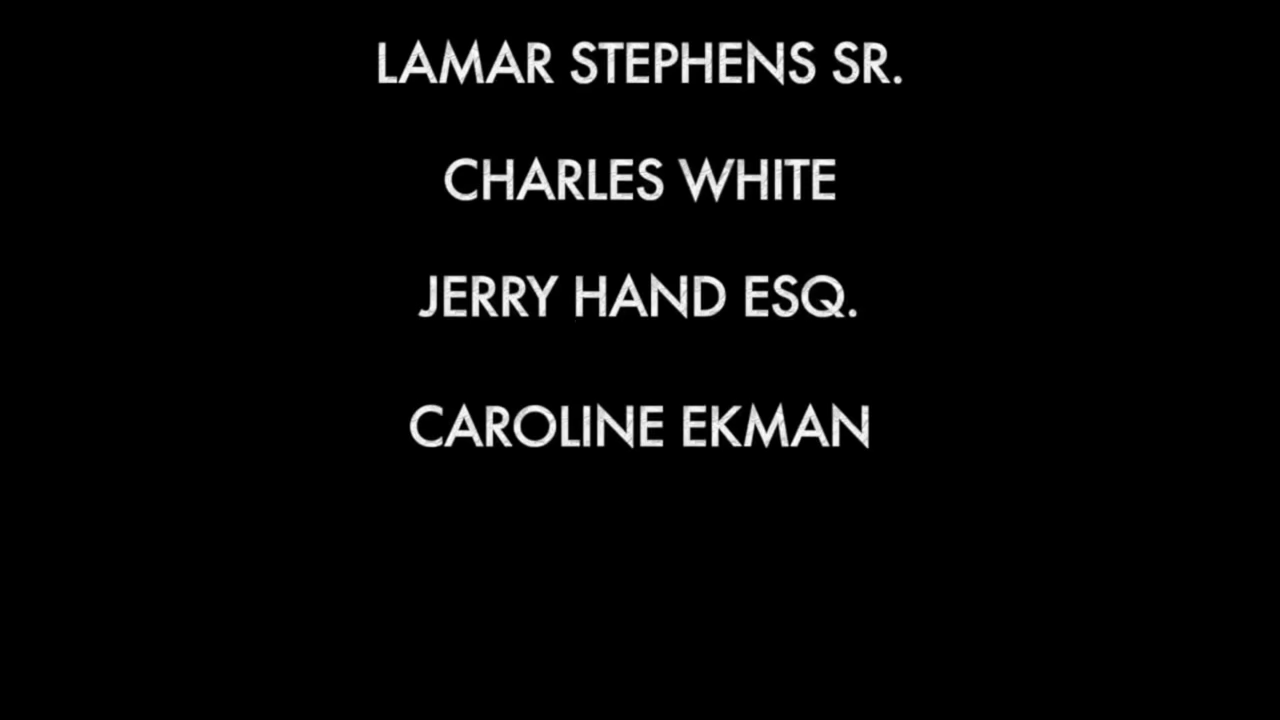 LAMAR STEPHENS SR.
CHARLES WHITE
JERRY HAND ESQ.
CAROLINE EKMAN